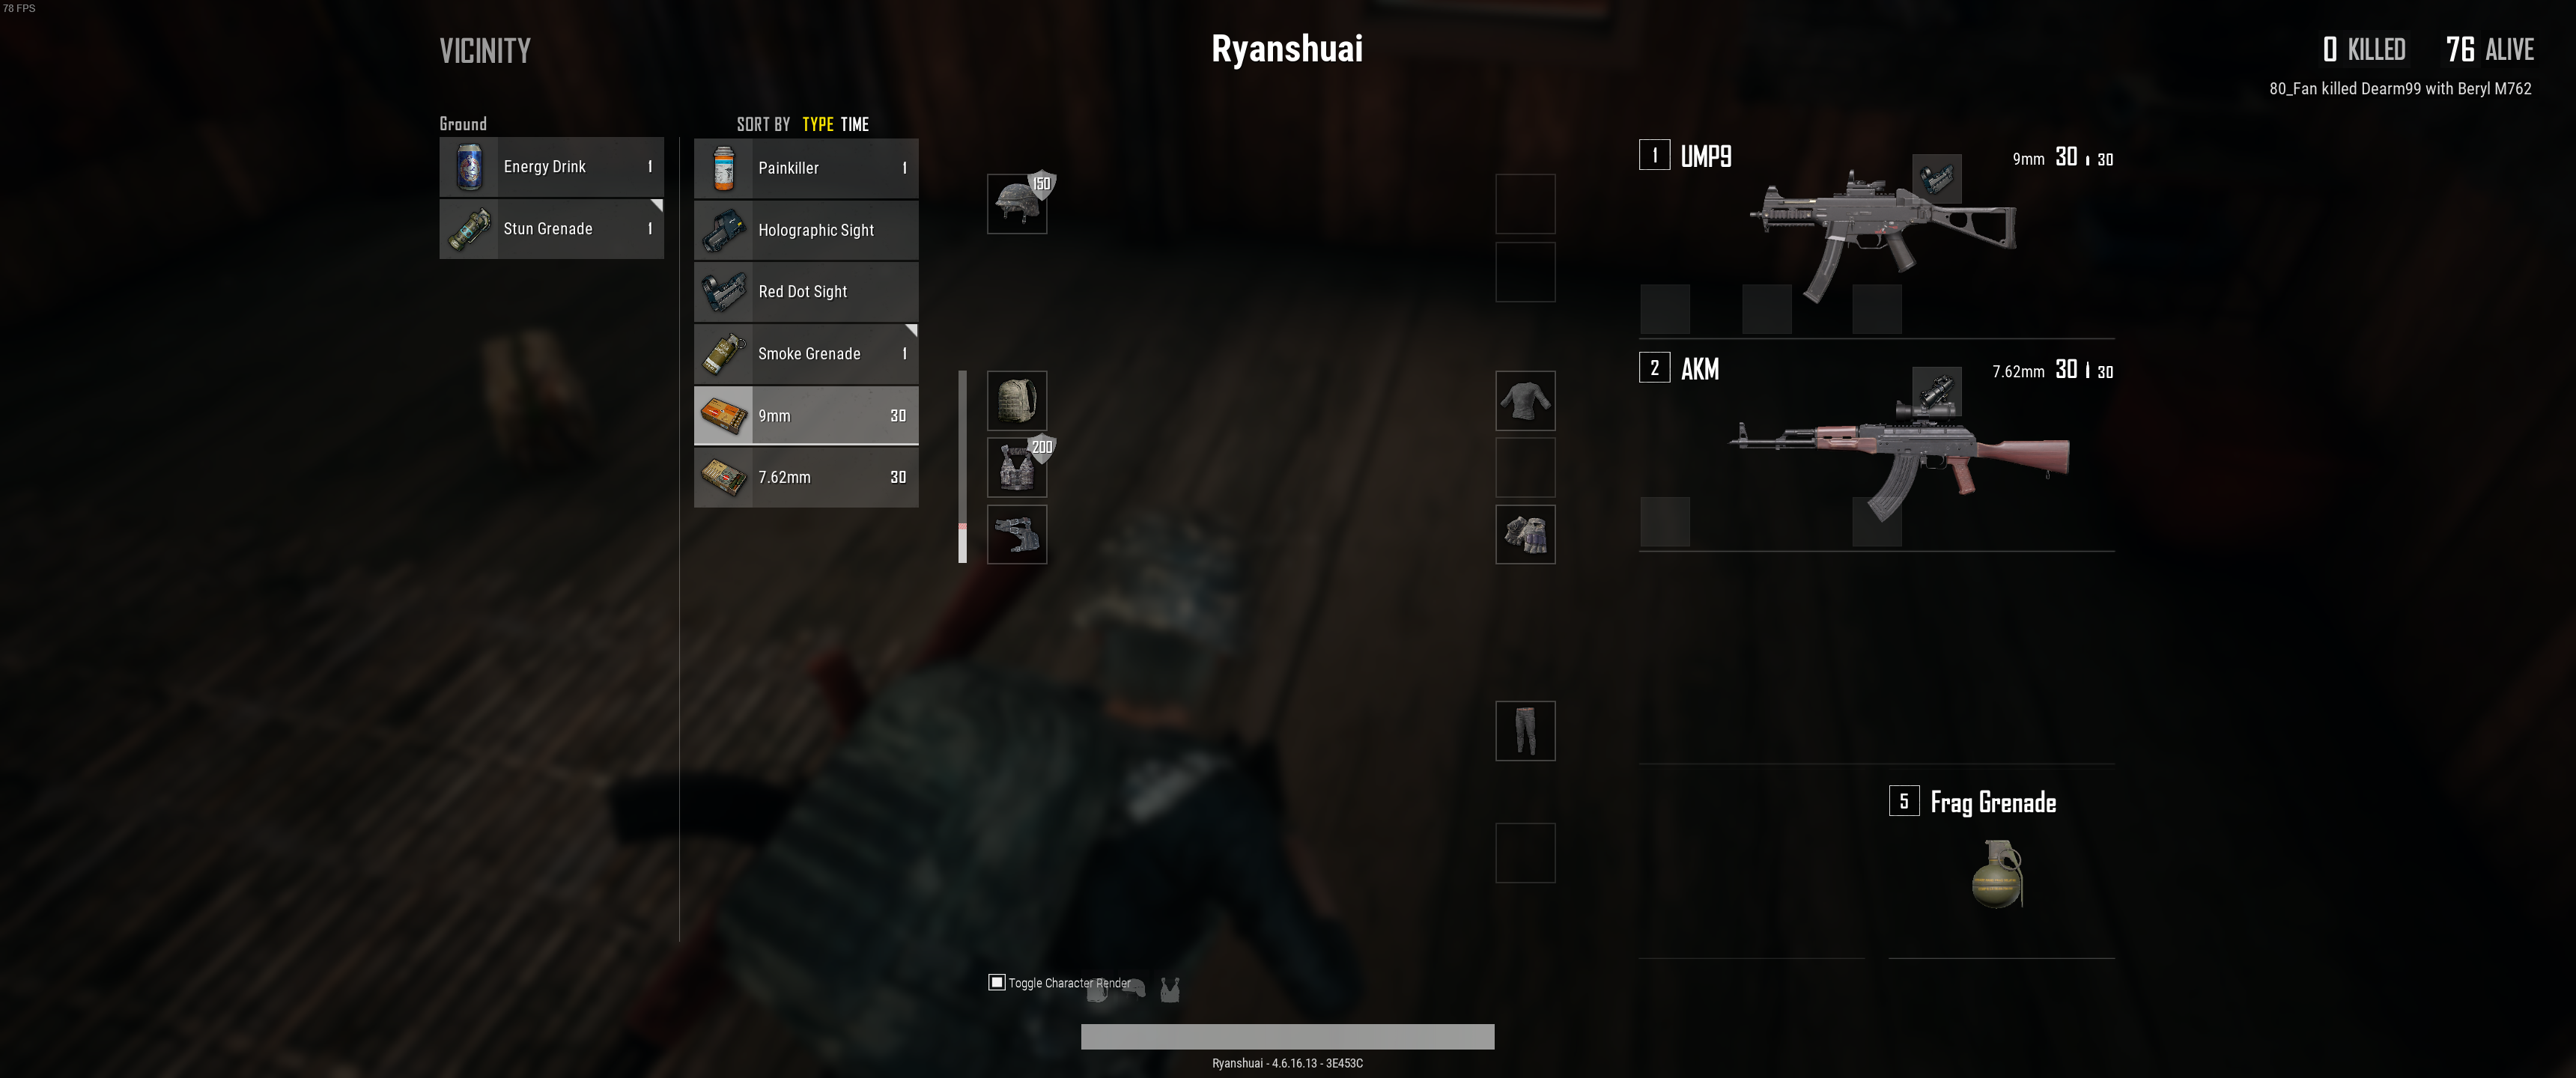 78 FPS
VICINITY
Ryanshuai
0 KILLED 76 ALIVE
80_Fan killed Dearm99 with Beryl M762
Ground
SORT BY TYPE TIME
Energy Drink 1
Stun Grenade 1
Painkiller 1
Holographic Sight
Red Dot Sight
Smoke Grenade 1
9mm 30
7.62mm 30
150
200
1 UMP9 9mm 30 30
2 AKM 7.62mm 30 30
5 Frag Grenade
Toggle Character Render
Ryanshuai - 4.6.16.13 - 3E453C